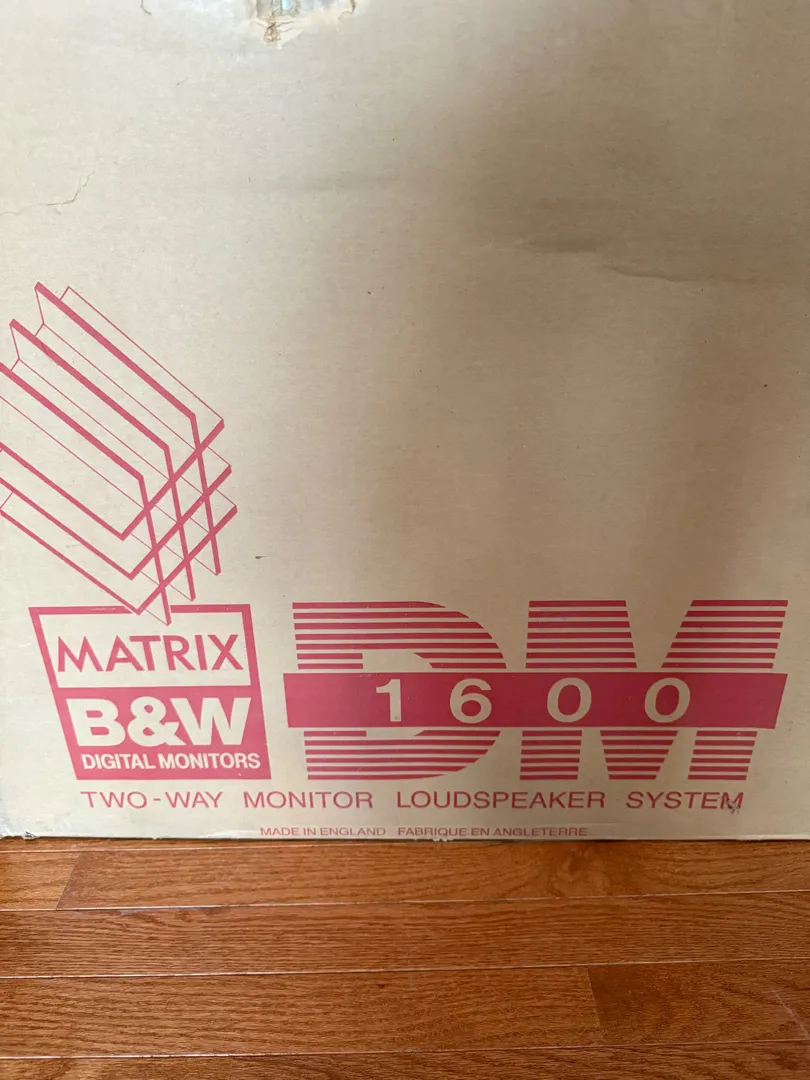 MATRIX
B&W
DIGITAL MONITORS
DM
1600
TWO-WAY MONITOR LOUDSPEAKER SYSTEM
MADE IN ENGLAND FABRIQUE EN ANGLETERRE